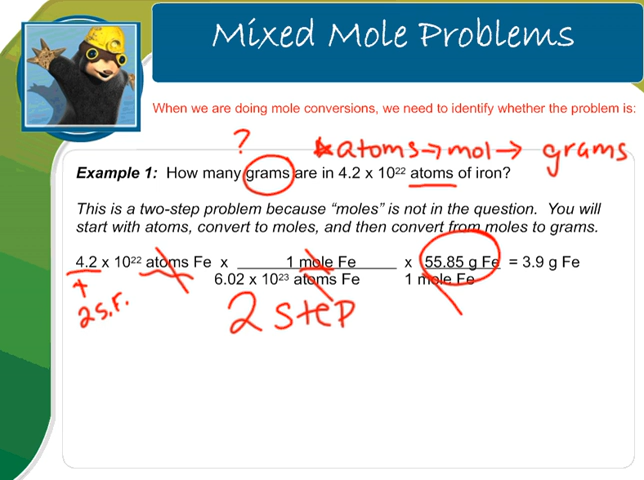 Mixed Mole Problems
When we are doing mole conversions, we need to identify whether the problem is:
?
atoms → mol → grams
Example 1: How many grams are in 4.2 x 10²² atoms of iron?
This is a two-step problem because “moles” is not in the question. You will
start with atoms, convert to moles, and then convert from moles to grams.
4.2 x 10²² atoms Fe x 1 mole Fe x 55.85 g Fe = 3.9 g Fe
6.02 x 10²³ atoms Fe 1 mole Fe
2 s.f.
2 step